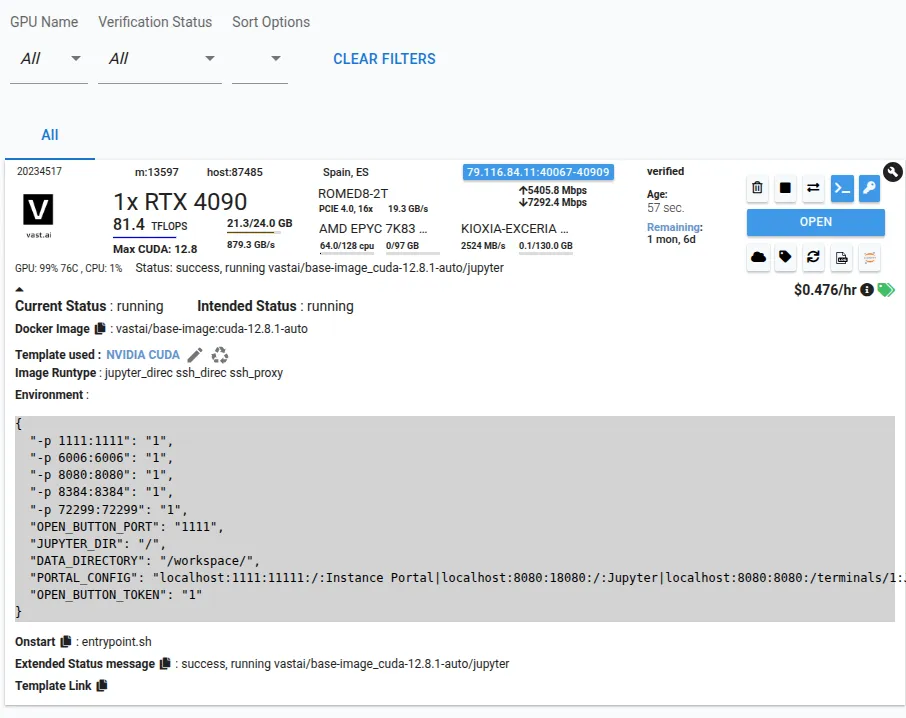 GPU Name Verification Status Sort Options
All All CLEAR FILTERS
All
20234517 m:13597 host:87485 Spain, ES 79.116.84.11:40067-40909 verified
V
vast.ai
1x RTX 4090
81.4 TFLOPS 21.3/24.0 GB
Max CUDA: 12.8 879.3 GB/s
ROMED8-2T
PCIE 4.0, 16x 19.3 GB/s
AMD EPYC 7K83 ...
64.0/128 cpu 0/97 GB
↑5405.8 Mbps
↓7292.4 Mbps
KIOXIA-EXCERIA ...
2524 MB/s 0.1/130.0 GB
Age:
57 sec.
Remaining:
1 mon, 6d
OPEN
GPU: 99% 76C , CPU: 1% Status: success, running vastai/base-image_cuda-12.8.1-auto/jupyter
$0.476/hr
Current Status : running Intended Status : running
Docker Image : vastai/base-image:cuda-12.8.1-auto
Template used : NVIDIA CUDA
Image Runtype : jupyter_direc ssh_direc ssh_proxy
Environment :
{
"-p 1111:1111": "1",
"-p 6006:6006": "1",
"-p 8080:8080": "1",
"-p 8384:8384": "1",
"-p 72299:72299": "1",
"OPEN_BUTTON_PORT": "1111",
"JUPYTER_DIR": "/",
"DATA_DIRECTORY": "/workspace/",
"PORTAL_CONFIG": "localhost:1111:11111:/:Instance Portal|localhost:8080:18080:/:Jupyter|localhost:8080:8080:/terminals/1:
"OPEN_BUTTON_TOKEN": "1"
}
Onstart : entrypoint.sh
Extended Status message : success, running vastai/base-image_cuda-12.8.1-auto/jupyter
Template Link